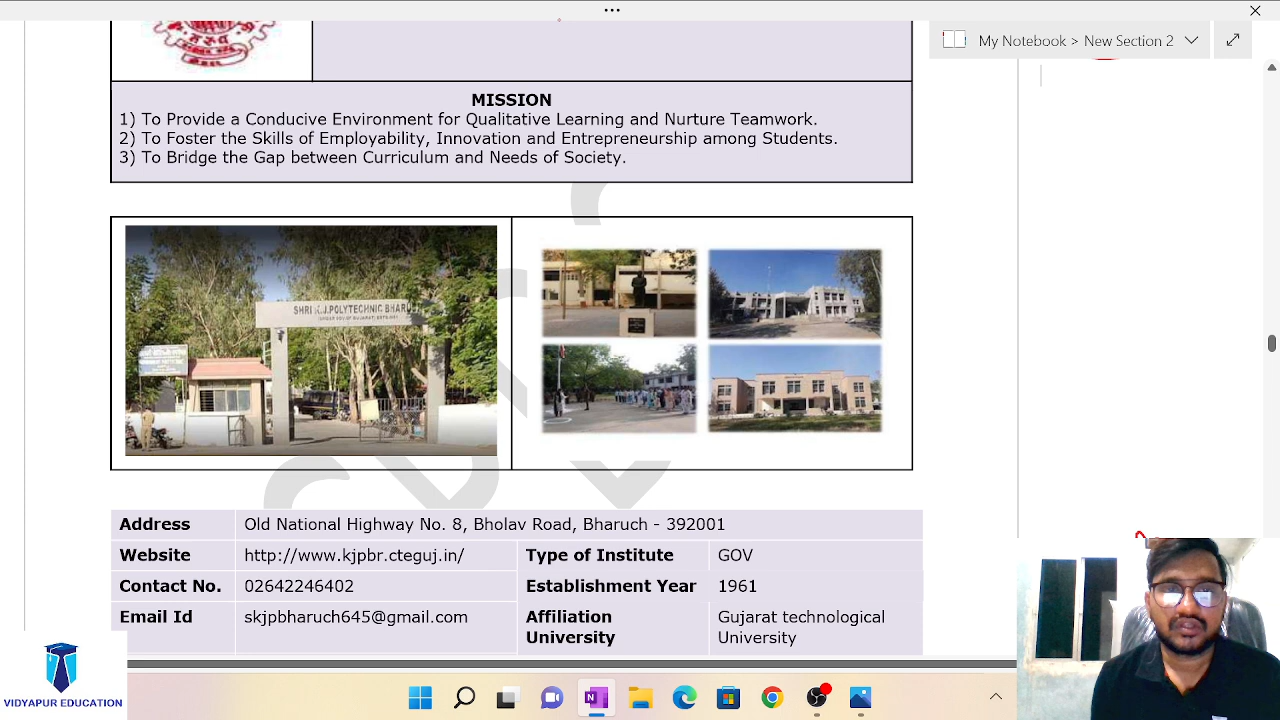 My Notebook > New Section 2
MISSION
1) To Provide a Conducive Environment for Qualitative Learning and Nurture Teamwork.
2) To Foster the Skills of Employability, Innovation and Entrepreneurship among Students.
3) To Bridge the Gap between Curriculum and Needs of Society.
SHRI K.J.POLYTECHNIC BHARU
Address Old National Highway No. 8, Bholav Road, Bharuch - 392001
Website http://www.kjpbr.cteguj.in/ Type of Institute GOV
Contact No. 02642246402 Establishment Year 1961
Email Id skjpbharuch645@gmail.com Affiliation University Gujarat technological University
VIDYAPUR EDUCATION